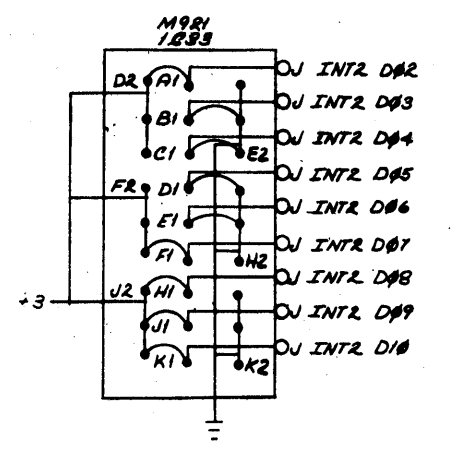 M921
1C33
D2 A1 J INT2 DØ2
B1 J INT2 DØ3
C1 E2 J INT2 DØ4
F2 D1 J INT2 DØ5
E1 J INT2 DØ6
F1 H2 J INT2 DØ7
J2 H1 J INT2 DØ8
+3 J1 J INT2 DØ9
K1 K2 J INT2 D1Ø